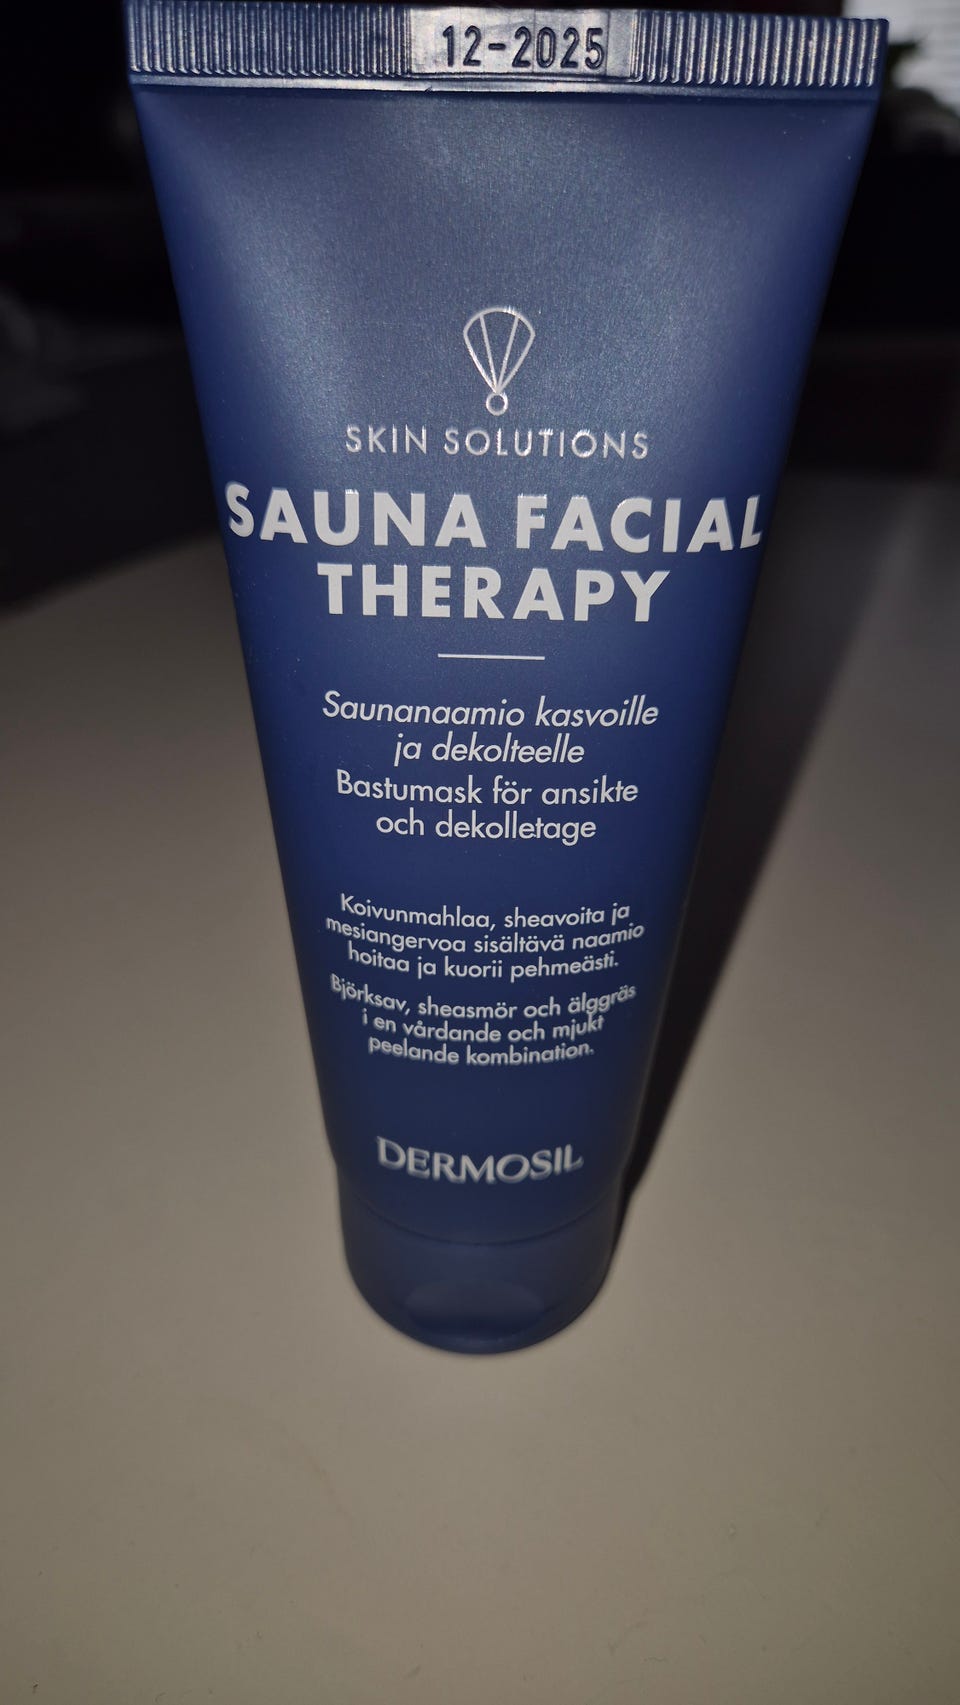 12-2025
SKIN SOLUTIONS
SAUNA FACIAL
THERAPY
Saunanaamio kasvoille
ja dekolteelle
Bastumask för ansikte
och dekolletage
Koivunmahlaa, sheavoita ja
mesiangervoa sisältävä naamio
hoitaa ja kuorii pehmeästi.
Björksav, sheasmör och älggräs
i en vårdande och mjukt
peelande kombination.
DERMOSIL